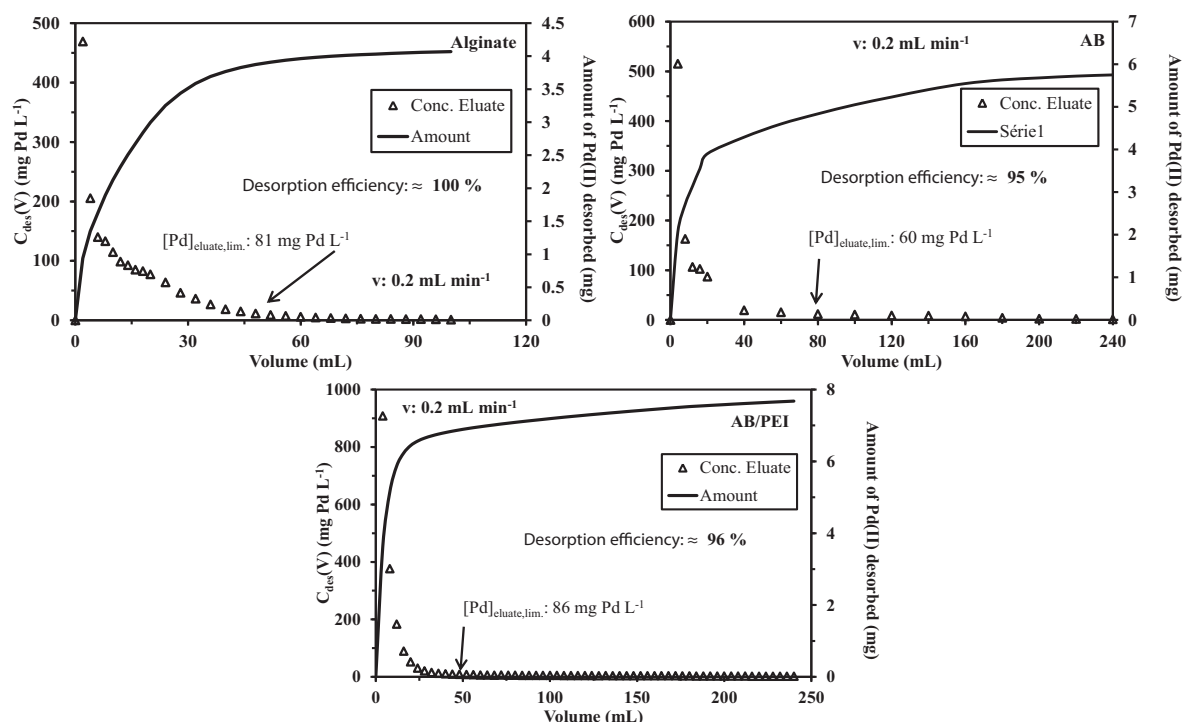 500
450
400
350
300
250
200
150
100
50
0
C_des(V) (mg Pd L⁻¹)
4.5
4
3.5
3
2.5
2
1.5
1
0.5
0
Amount of Pd(II) desorbed (mg)
Alginate
Conc. Eluate
Amount
Desorption efficiency: ≈ 100 %
[Pd]eluate,lim.: 81 mg Pd L⁻¹
v: 0.2 mL min⁻¹
0 30 60 90 120
Volume (mL)
600
500
400
300
200
100
0
C_des(V) (mg Pd L⁻¹)
7
6
5
4
3
2
1
0
Amount of Pd(II) desorbed (mg)
v: 0.2 mL min⁻¹
AB
Conc. Eluate
Série1
Desorption efficiency: ≈ 95 %
[Pd]eluate,lim.: 60 mg Pd L⁻¹
0 40 80 120 160 200 240
Volume (mL)
1000
800
600
400
200
0
C_des(V) (mg Pd L⁻¹)
8
6
4
2
0
Amount of Pd(II) desorbed (mg)
v: 0.2 mL min⁻¹
AB/PEI
Conc. Eluate
Amount
Desorption efficiency: ≈ 96 %
[Pd]eluate,lim.: 86 mg Pd L⁻¹
0 50 100 150 200 250
Volume (mL)